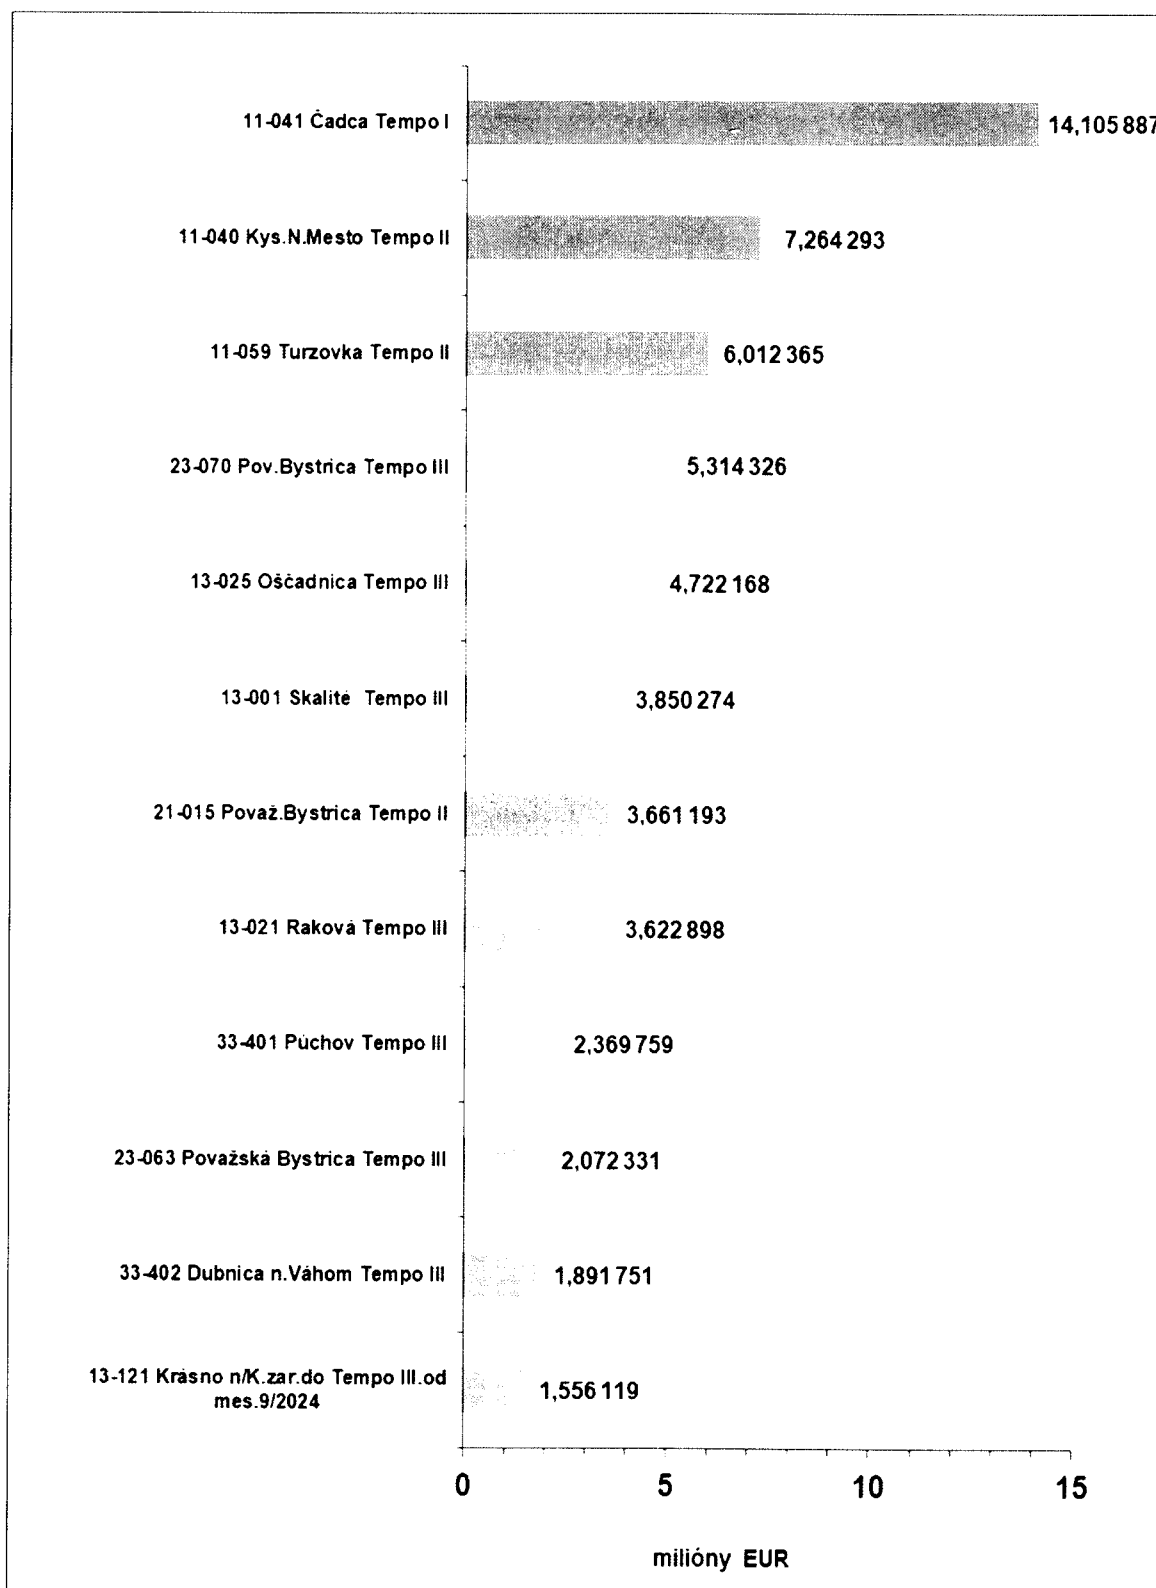 11-041 Čadca Tempo I 14,105 887
11-040 Kys.N.Mesto Tempo II 7,264 293
11-059 Turzovka Tempo II 6,012 365
23-070 Pov.Bystrica Tempo III 5,314 326
13-025 Oščadnica Tempo III 4,722 168
13-001 Skalité Tempo III 3,850 274
21-015 Považ.Bystrica Tempo II 3,661 193
13-021 Raková Tempo III 3,622 898
33-401 Púchov Tempo III 2,369 759
23-063 Považská Bystrica Tempo III 2,072 331
33-402 Dubnica n.Váhom Tempo III 1,891 751
13-121 Krásno n/K.zar.do Tempo III.od
mes.9/2024 1,556 119
0 5 10 15
milióny EUR